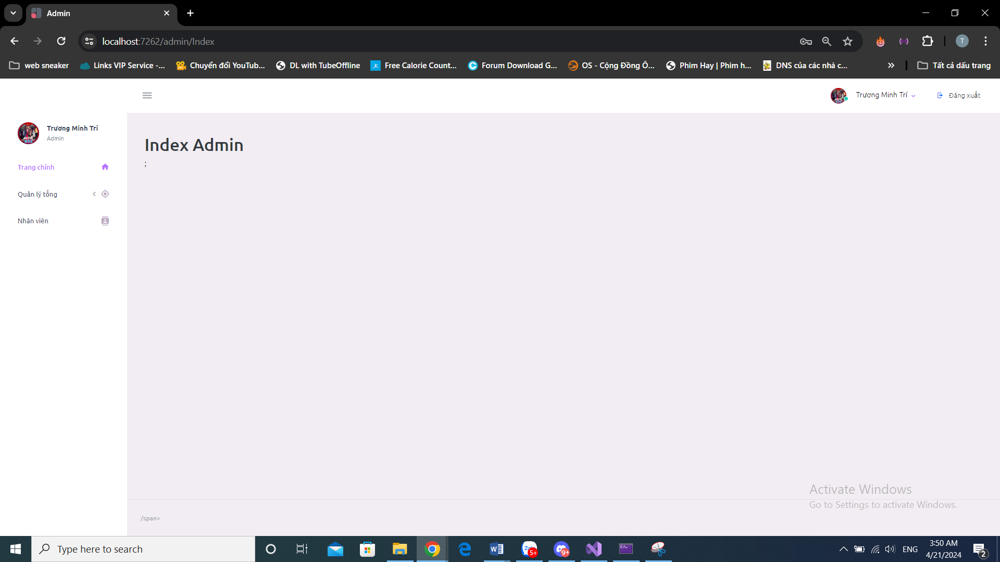 Admin
localhost:7262/admin/Index
T
web sneaker
Links VIP Service -...
Chuyển đổi YouTub...
DL with TubeOffline
Free Calorie Count...
Forum Download G...
OS - Cộng Đồng Ô...
Phim Hay | Phim h...
DNS của các nhà c...
Tất cả dấu trang
Trương Minh Trí
Đăng xuất
Trương Minh Trí
Admin
Trang chính
Quản lý tổng
Nhân viên
Index Admin
;
Activate Windows
Go to Settings to activate Windows.
/span>
Type here to search
5+
9+
ENG
3:50 AM
4/21/2024
2